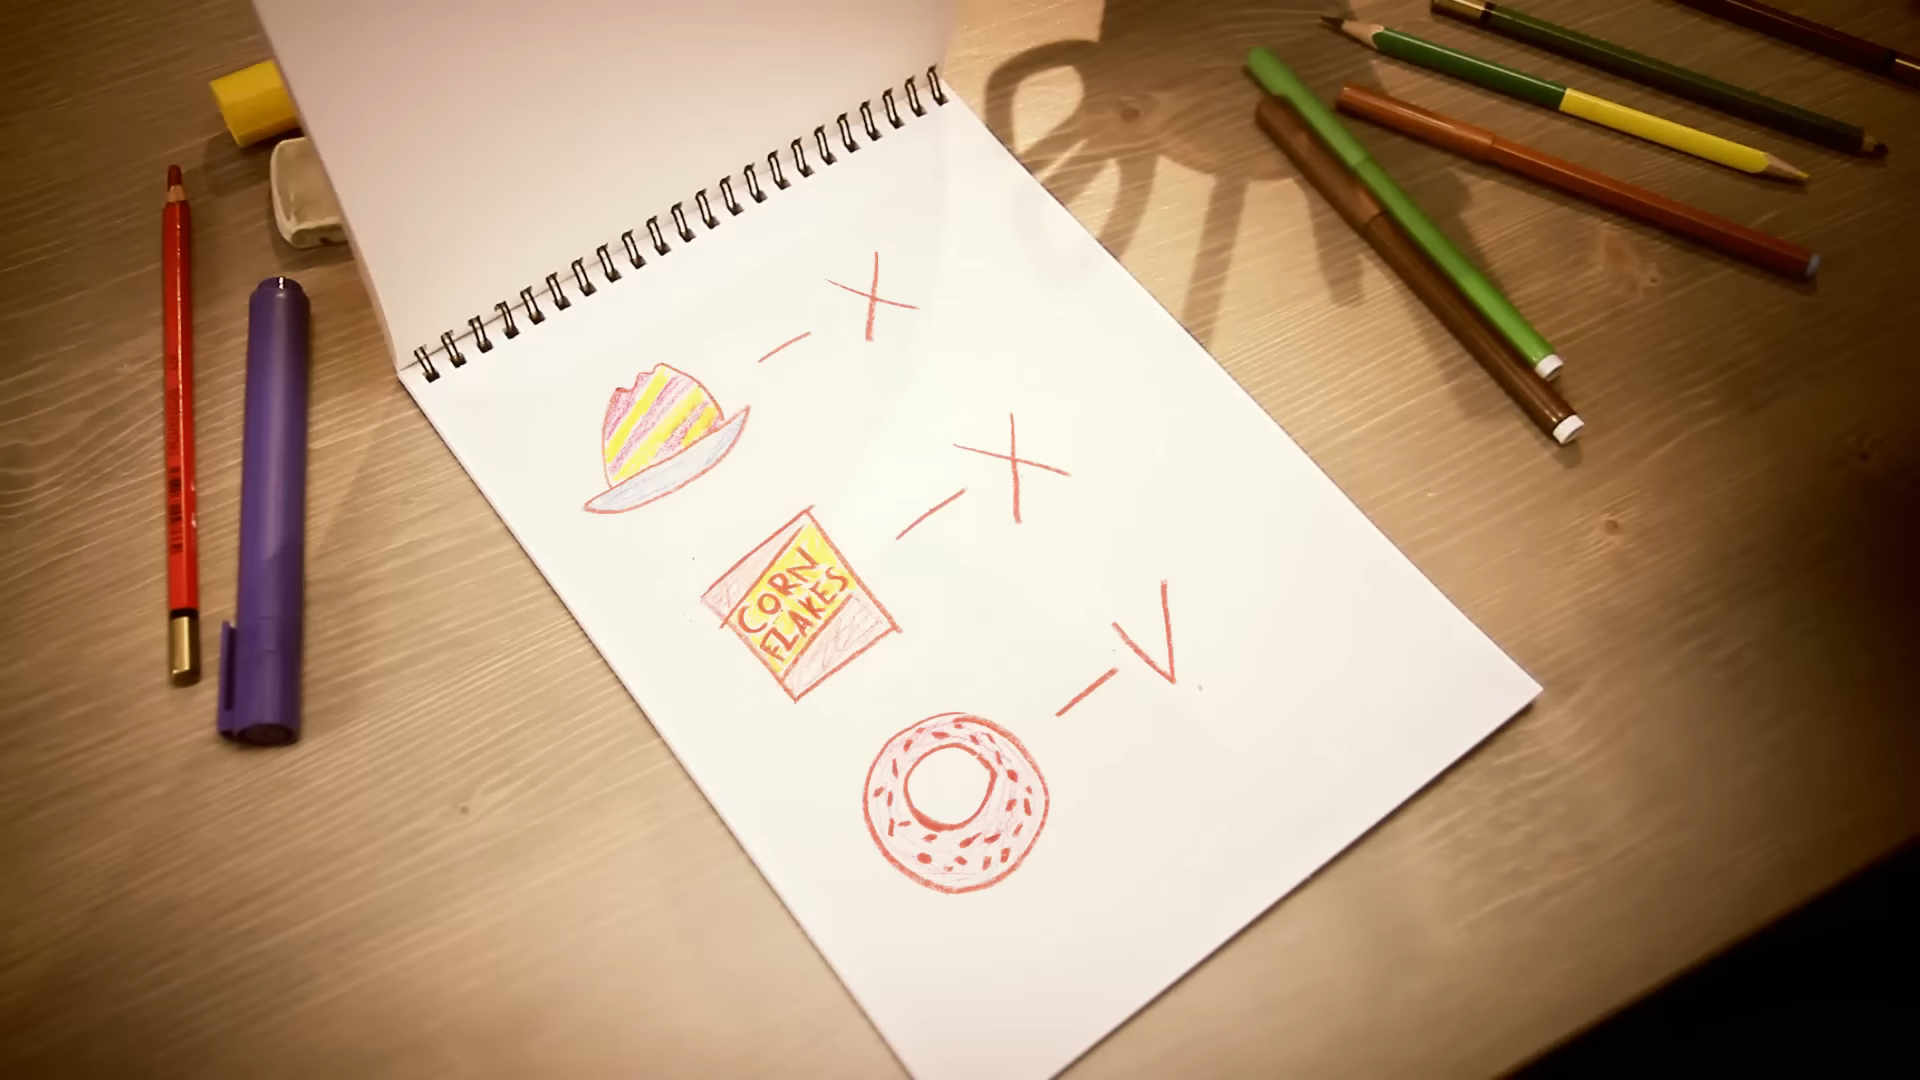 - X
- X
CORN
FLAKES
- V